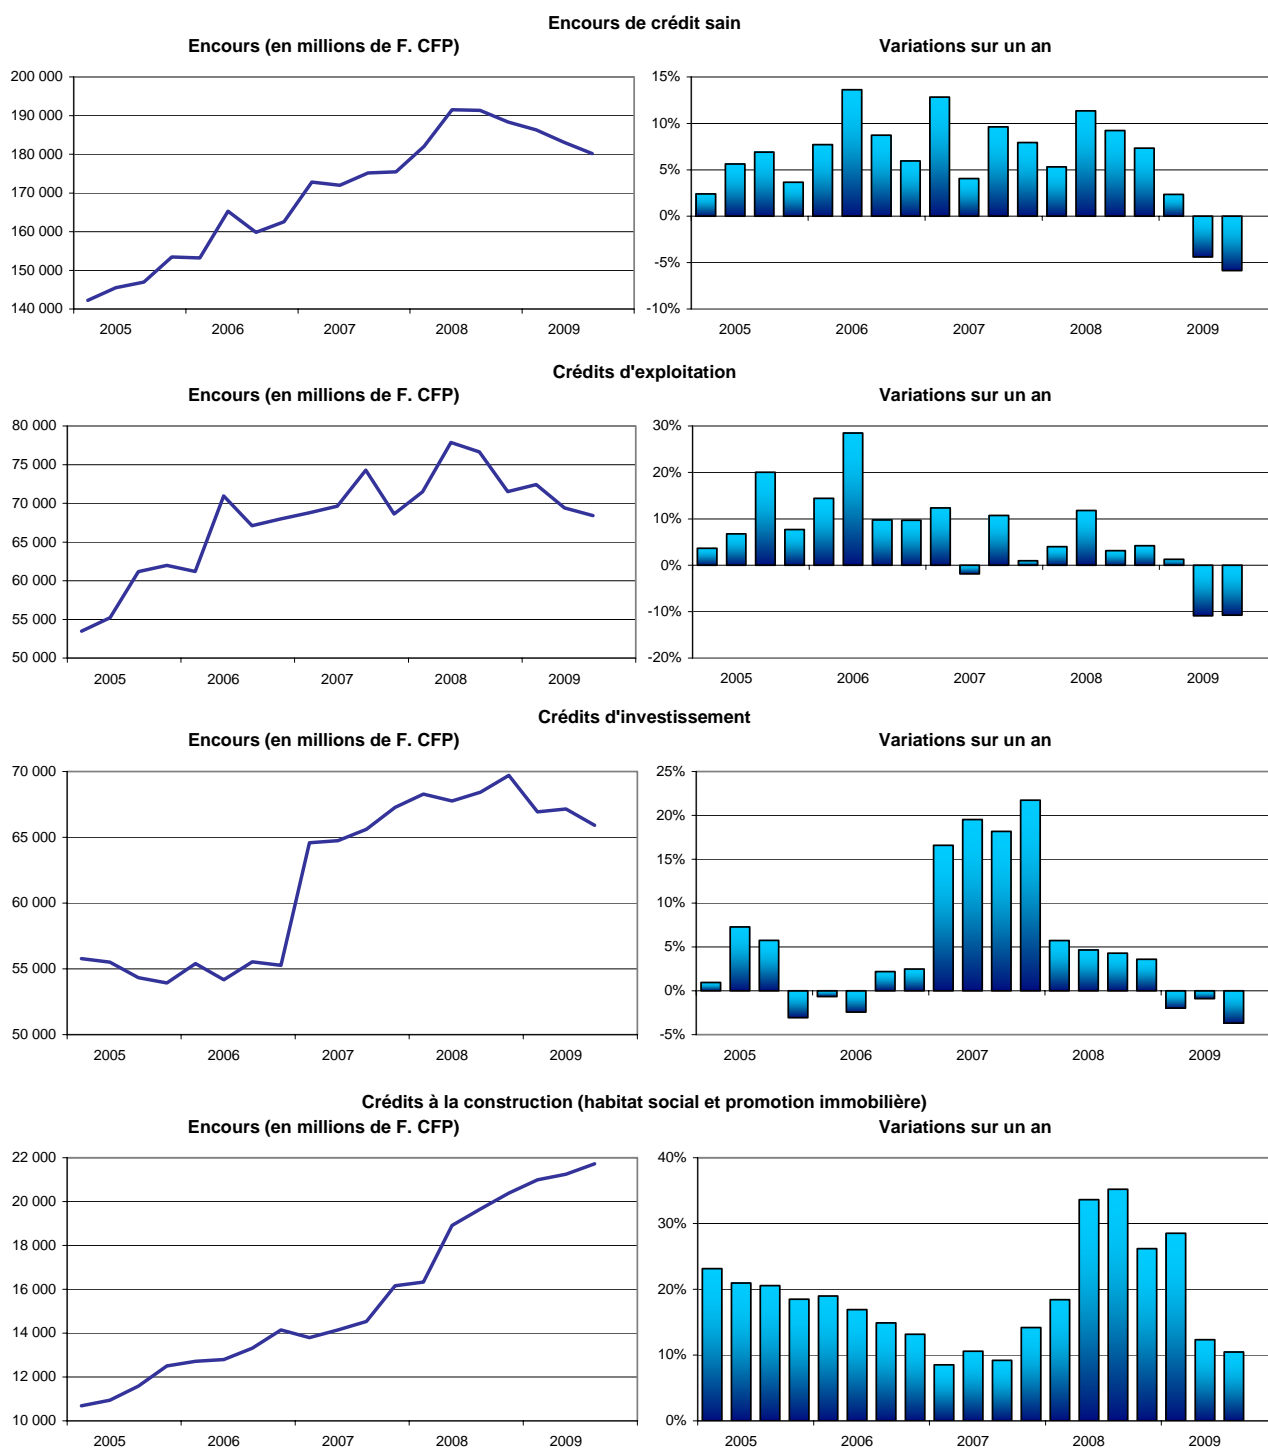 Encours de crédit sain
Encours (en millions de F. CFP)
Variations sur un an
200 000
190 000
180 000
170 000
160 000
150 000
140 000
2005 2006 2007 2008 2009
15%
10%
5%
0%
-5%
-10%
2005 2006 2007 2008 2009
Crédits d'exploitation
Encours (en millions de F. CFP)
Variations sur un an
80 000
75 000
70 000
65 000
60 000
55 000
50 000
2005 2006 2007 2008 2009
30%
20%
10%
0%
-10%
-20%
2005 2006 2007 2008 2009
Crédits d'investissement
Encours (en millions de F. CFP)
Variations sur un an
70 000
65 000
60 000
55 000
50 000
2005 2006 2007 2008 2009
25%
20%
15%
10%
5%
0%
-5%
2005 2006 2007 2008 2009
Crédits à la construction (habitat social et promotion immobilière)
Encours (en millions de F. CFP)
Variations sur un an
22 000
20 000
18 000
16 000
14 000
12 000
10 000
2005 2006 2007 2008 2009
40%
30%
20%
10%
0%
2005 2006 2007 2008 2009